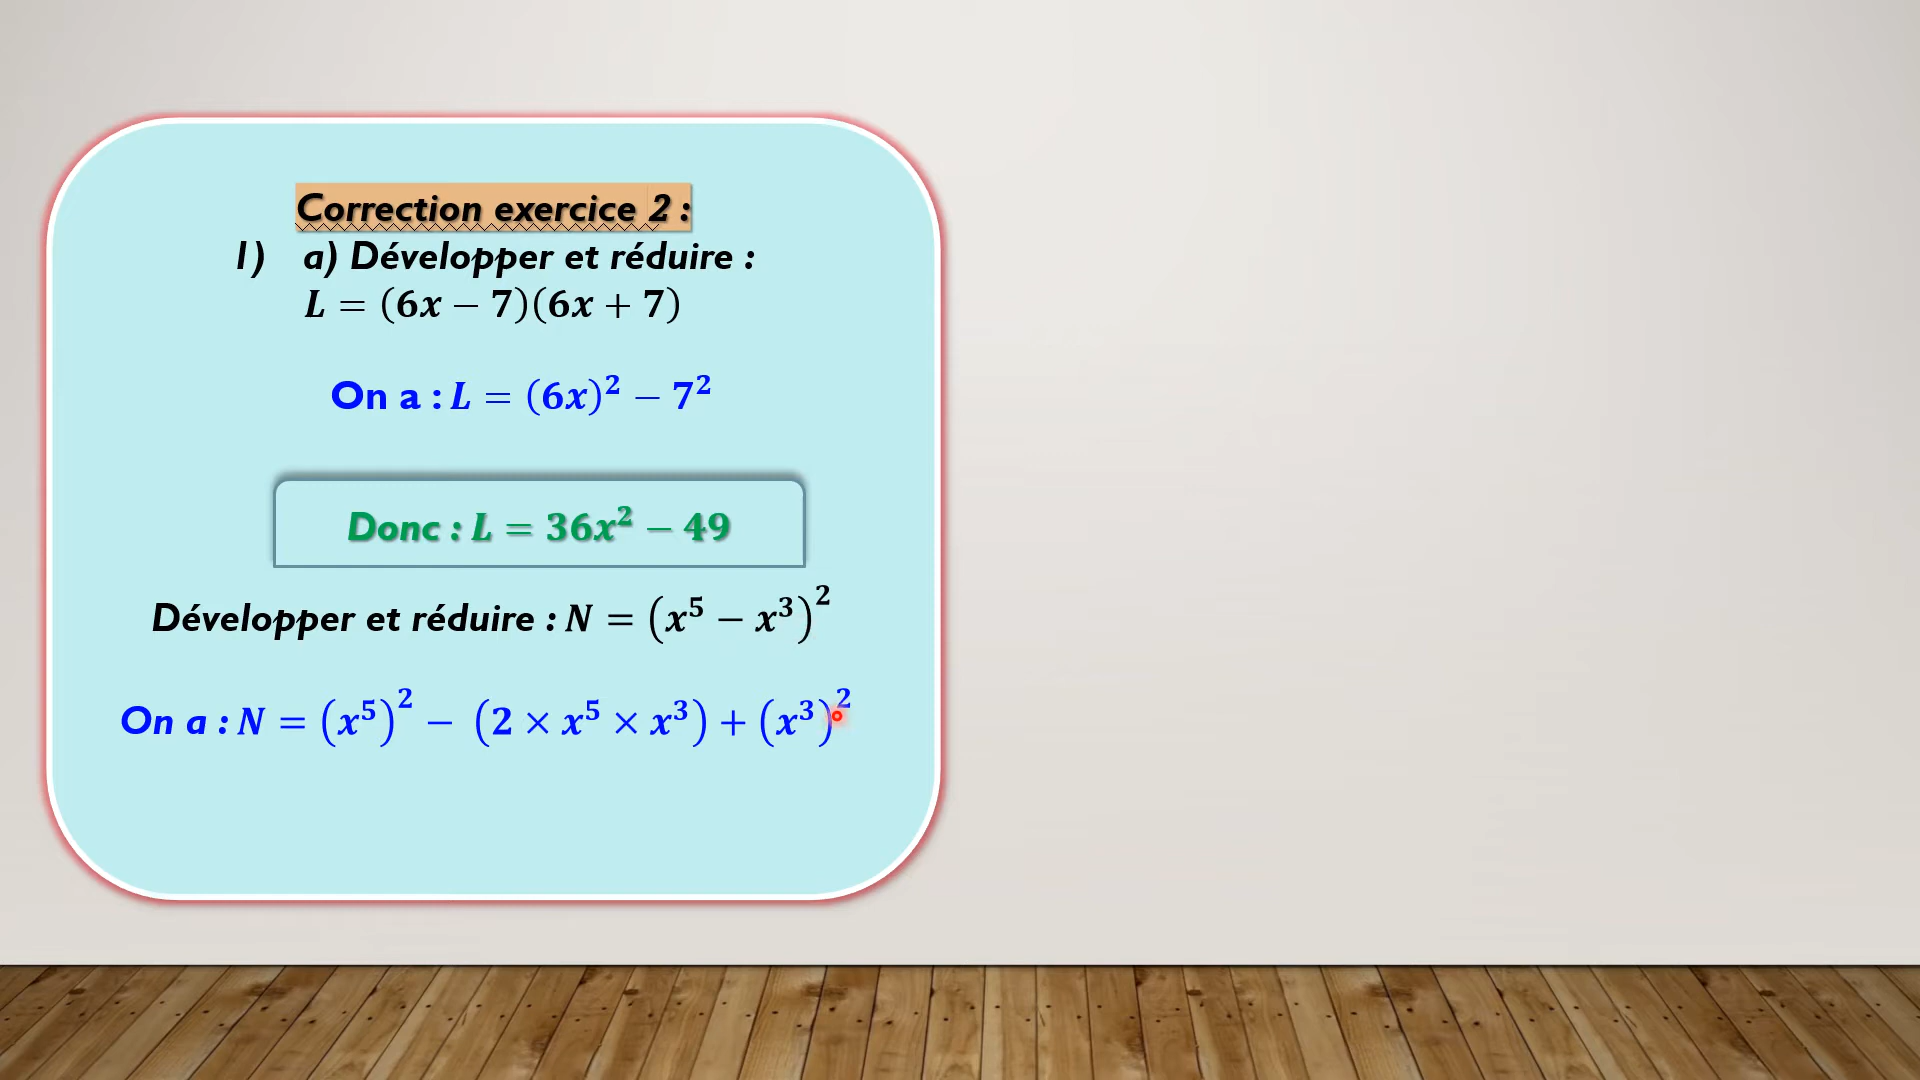 Correction exercice 2 :
1) a) Développer et réduire :
L = (6x − 7)(6x + 7)
On a : L = (6x)² − 7²
Donc : L = 36x² − 49
Développer et réduire : N = (x⁵ − x³)²
On a : N = (x⁵)² − (2 × x⁵ × x³) + (x³)²